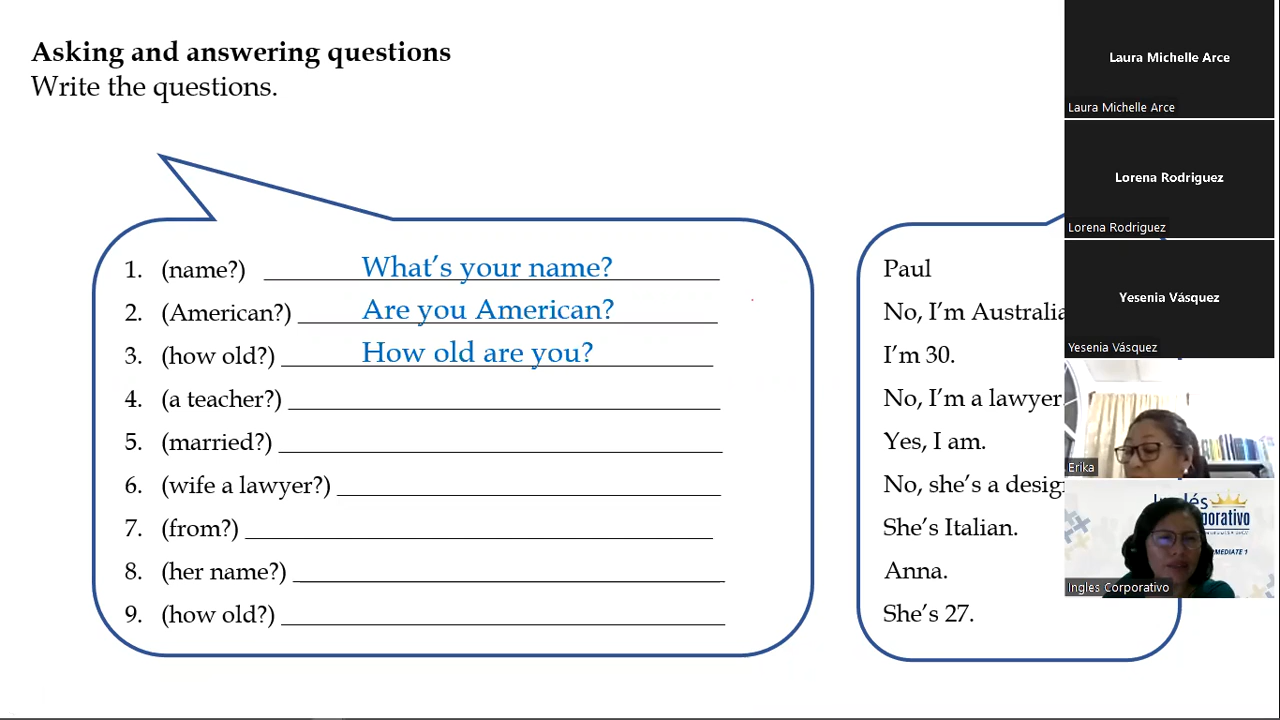 Asking and answering questions
Write the questions.
1. (name?) What's your name?
2. (American?) Are you American?
3. (how old?) How old are you?
4. (a teacher?)
5. (married?)
6. (wife a lawyer?)
7. (from?)
8. (her name?)
9. (how old?)
Paul
No, I'm
I'm 30.
No, I'm a lawyer
Yes, I am.
No, she's a
She's Italian.
Anna.
She's 27.
Laura Michelle Arce
Laura Michelle Arce
Lorena Rodriguez
Lorena Rodriguez
Yesenia Vásquez
Yesenia Vásquez
Erika
Ingles Corporativo